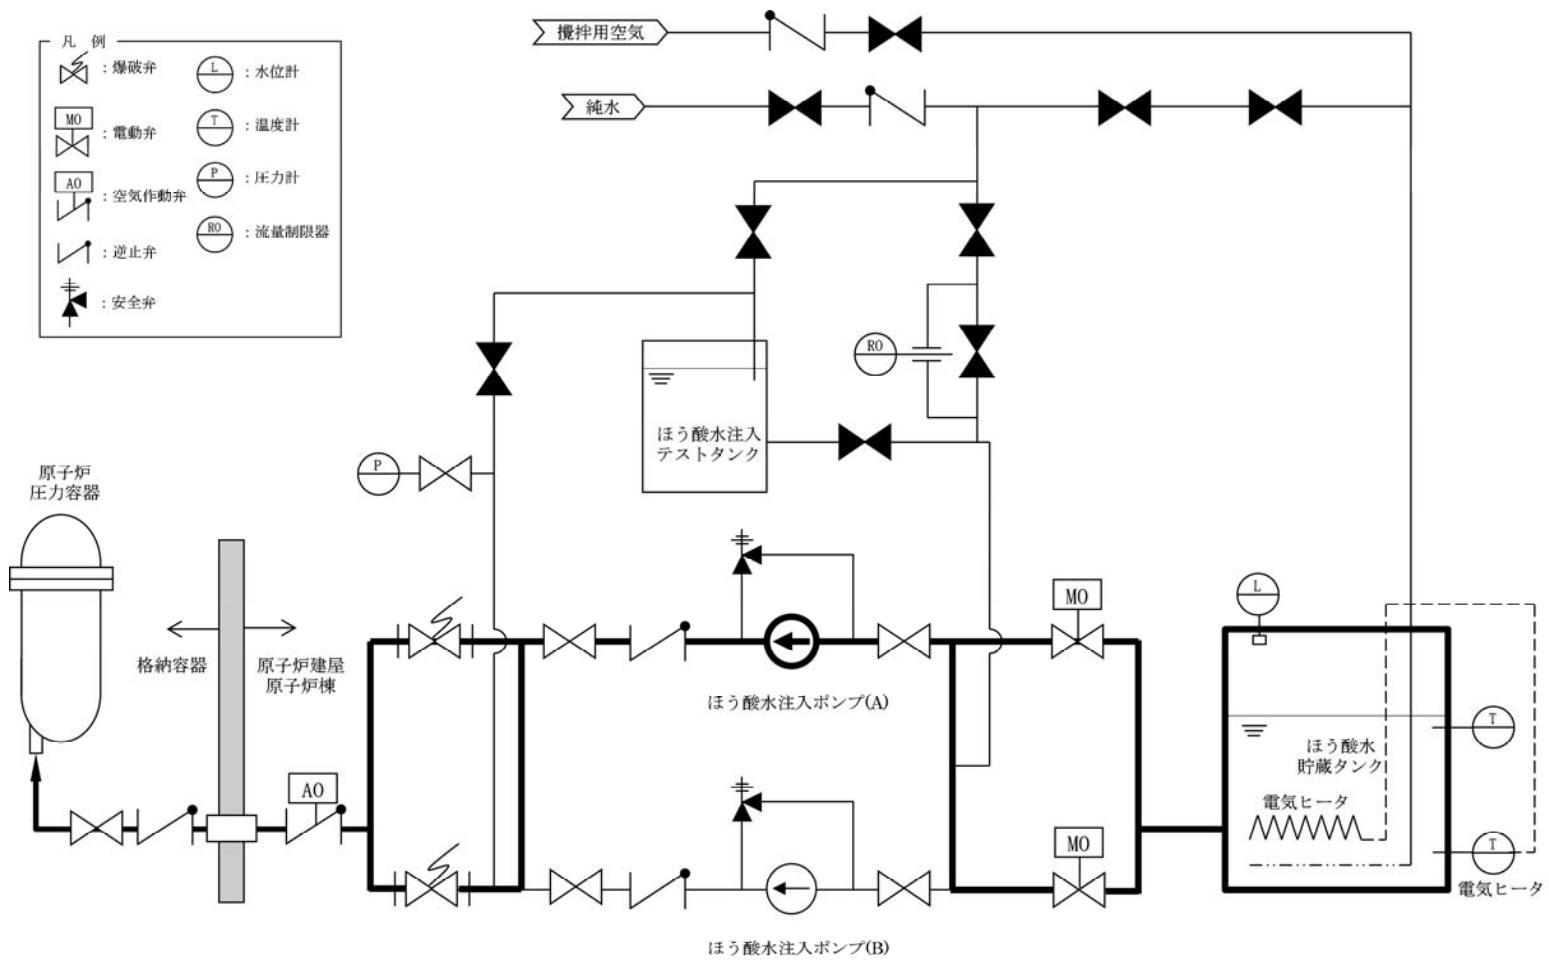 凡 例
爆破弁
L
：水位計
MO
：電動弁
T
：温度計
AO
：空気作動弁
P
：圧力計
：逆止弁
RO
：流量制限器
：安全弁
攪拌用空気
純水
RO
ほう酸水注入
テストタンク
P
原子炉
圧力容器
格納容器
原子炉建屋
原子炉棟
AO
MO
L
ほう酸水注入ポンプ(A)
ほう酸水
貯蔵タンク
T
電気ヒータ
MO
T
電気ヒータ
ほう酸水注入ポンプ(B)